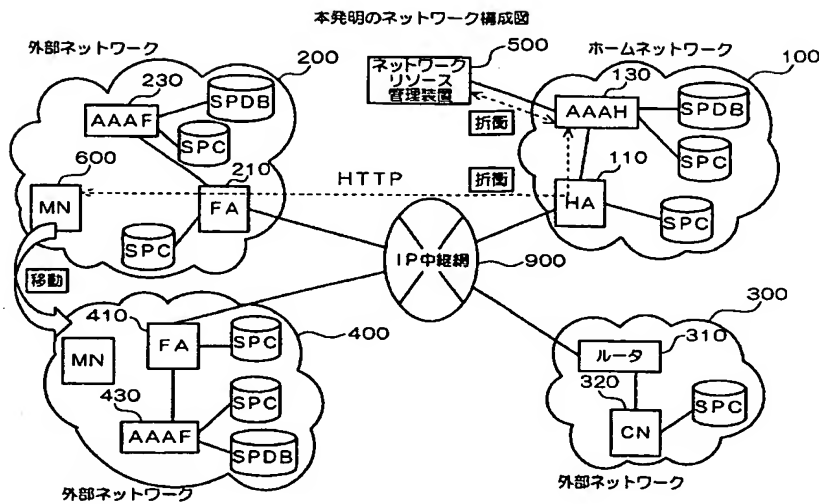 本発明のネットワーク構成図
外部ネットワーク
200
230
AAAF
SPDB
SPC
600
MN
210
FA
SPC
移動
500
ネットワーク
リソース
管理装置
折衝
折衝
HTTP
ホームネットワーク
100
130
AAAH
SPDB
SPC
110
HA
SPC
IP中継網
900
410
FA
SPC
400
MN
430
AAAF
SPC
SPDB
外部ネットワーク
300
ルータ
310
320
CN
SPC
外部ネットワーク